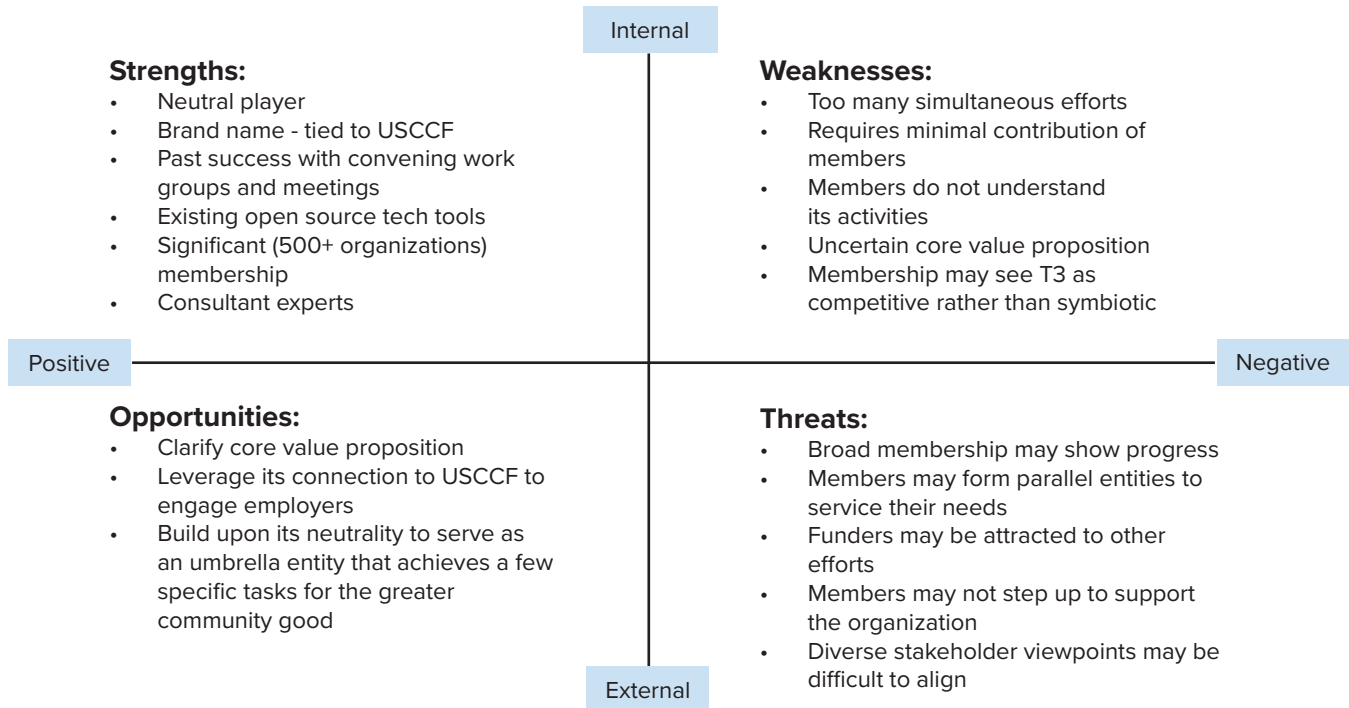 Internal
Strengths:
• Neutral player
• Brand name - tied to USCCF
• Past success with convening work
groups and meetings
• Existing open source tech tools
• Significant (500+ organizations)
membership
• Consultant experts
Weaknesses:
• Too many simultaneous efforts
• Requires minimal contribution of
members
• Members do not understand
its activities
• Uncertain core value proposition
• Membership may see T3 as
competitive rather than symbiotic
Positive
Negative
Opportunities:
• Clarify core value proposition
• Leverage its connection to USCCF to
engage employers
• Build upon its neutrality to serve as
an umbrella entity that achieves a few
specific tasks for the greater
community good
Threats:
• Broad membership may show progress
• Members may form parallel entities to
service their needs
• Funders may be attracted to other
efforts
• Members may not step up to support
the organization
• Diverse stakeholder viewpoints may be
difficult to align
External